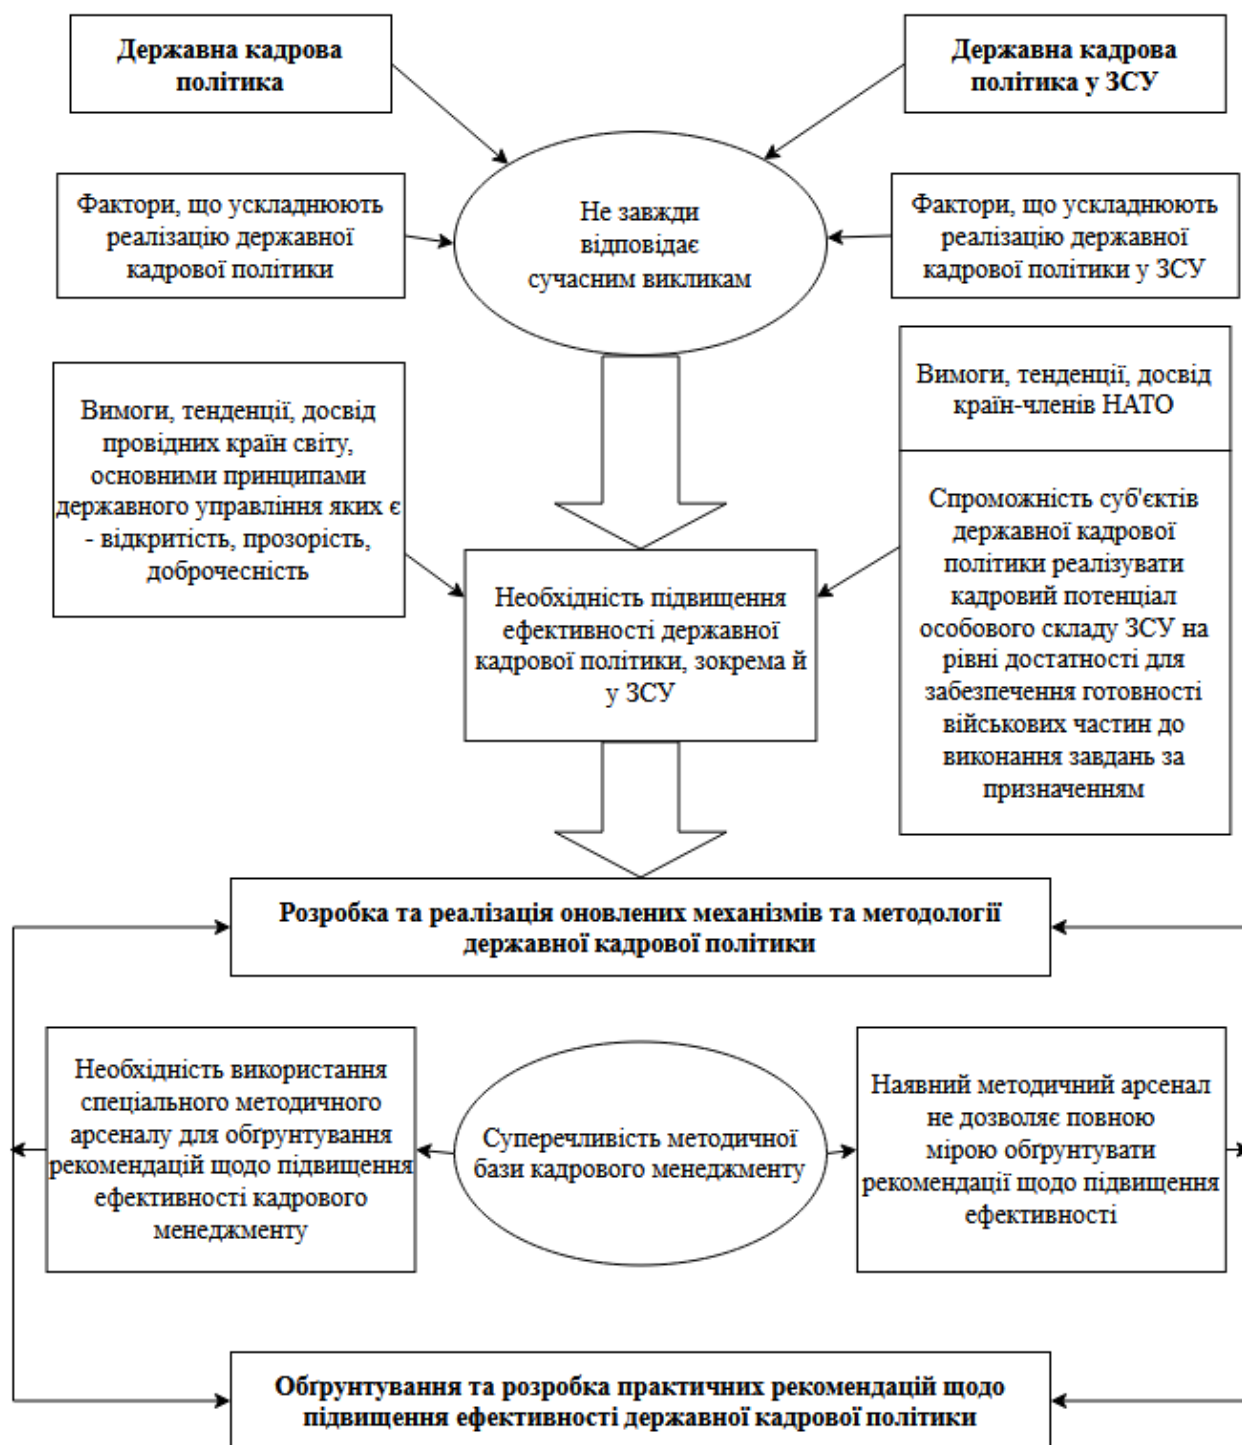 Державна кадрова
політика
Державна кадрова
політика у ЗСУ
Фактори, що ускладнюють
реалізацію державної
кадрової політики
Не завжди
відповідає
сучасним викликам
Фактори, що ускладнюють
реалізацію державної
кадрової політики у ЗСУ
Вимоги, тенденції, досвід
провідних країн світу,
основними принципами
державного управління яких є
- відкритість, прозорість,
доброчесність
Вимоги, тенденції, досвід
країн-членів НАТО
Необхідність підвищення
ефективності державної
кадрової політики, зокрема й
у ЗСУ
Спроможність суб'єктів
державної кадрової
політики реалізувати
кадровий потенціал
особового складу ЗСУ на
рівні достатності для
забезпечення готовності
військових частин до
виконання завдань за
призначенням
Розробка та реалізація оновлених механізмів та методології
державної кадрової політики
Необхідність використання
спеціального методичного
арсеналу для обґрунтування
рекомендацій щодо підвищення
ефективності кадрового
менеджменту
Суперечливість методичної
бази кадрового менеджменту
Наявний методичний арсенал
не дозволяє повною
мірою обґрунтувати
рекомендації щодо підвищення
ефективності
Обґрунтування та розробка практичних рекомендацій щодо
підвищення ефективності державної кадрової політики